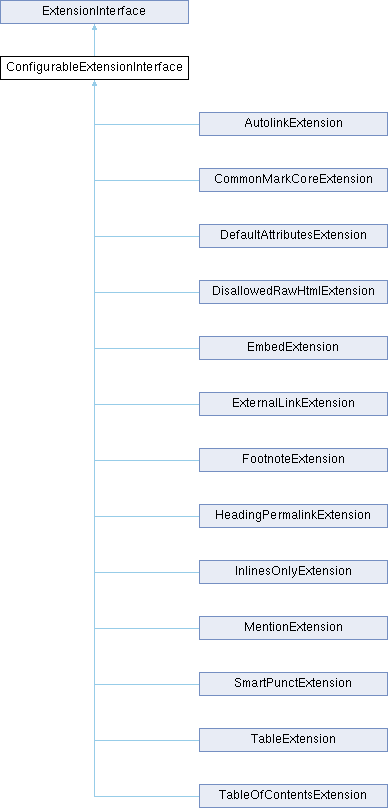 ExtensionInterface
ConfigurableExtensionInterface
AutolinkExtension
CommonMarkCoreExtension
DefaultAttributesExtension
DisallowedRawHtmlExtension
EmbedExtension
ExternalLinkExtension
FootnoteExtension
HeadingPermalinkExtension
InlinesOnlyExtension
MentionExtension
SmartPunctExtension
TableExtension
TableOfContentsExtension